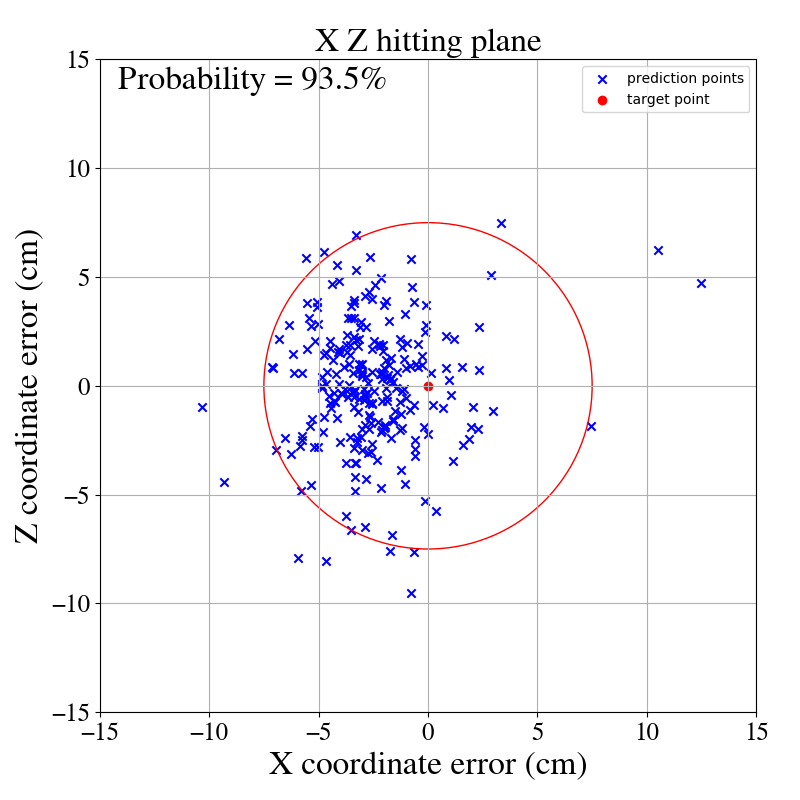 X Z hitting plane
Probability = 93.5%
prediction points
target point
Z coordinate error (cm)
15
10
5
0
−5
−10
−15
−15
−10
−5
0
5
10
15
X coordinate error (cm)